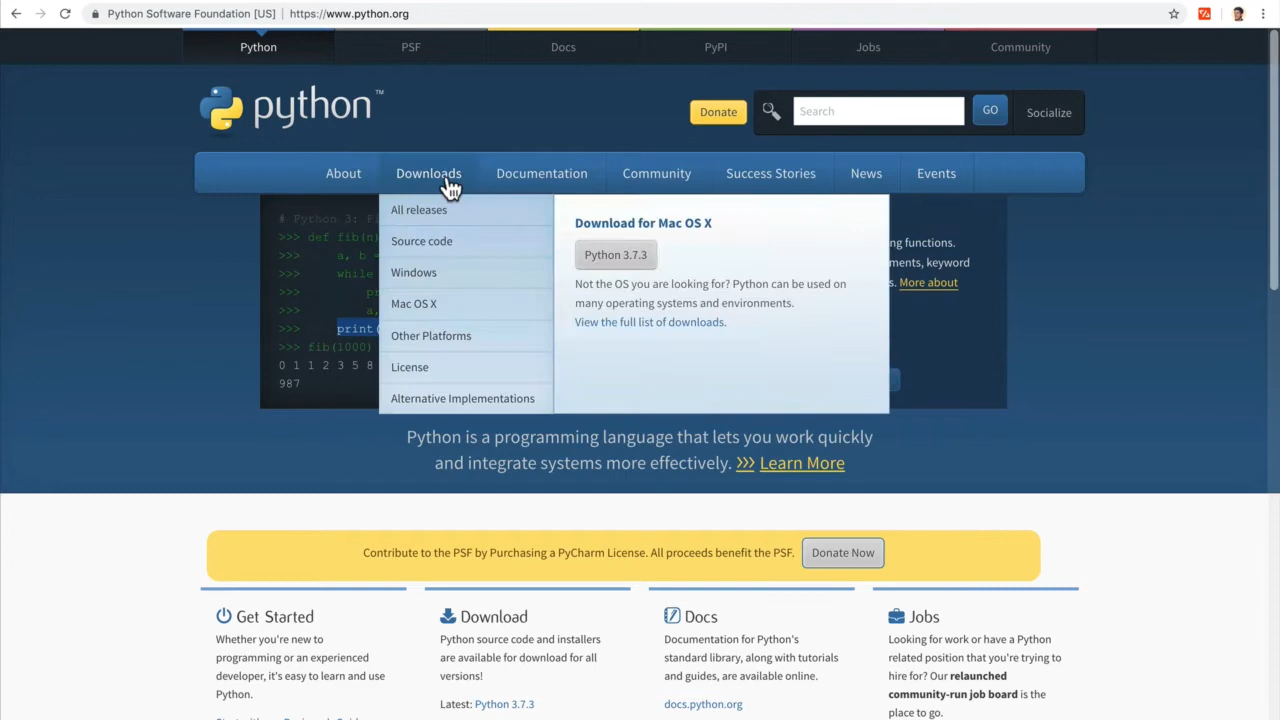 Python Software Foundation [US] | https://www.python.org
Python
PSF
Docs
PyPI
Jobs
Community
python™
Donate
Search
GO
Socialize
About
Downloads
Documentation
Community
Success Stories
News
Events
# Python 3: Fi
>>> def fib(n)
>>> a, b =
>>> while
>>> pr
>>> a,
>>> print(
>>> fib(1000)
0 1 1 2 3 5 8
987
All releases
Source code
Windows
Mac OS X
Other Platforms
License
Alternative Implementations
Download for Mac OS X
Python 3.7.3
Not the OS you are looking for? Python can be used on
many operating systems and environments.
View the full list of downloads.
ng functions.
ments, keyword
s. More about
Python is a programming language that lets you work quickly
and integrate systems more effectively. >>> Learn More
Contribute to the PSF by Purchasing a PyCharm License. All proceeds benefit the PSF.
Donate Now
Get Started
Whether you're new to
programming or an experienced
developer, it's easy to learn and use
Python.
Download
Python source code and installers
are available for download for all
versions!
Latest: Python 3.7.3
Docs
Documentation for Python's
standard library, along with tutorials
and guides, are available online.
docs.python.org
Jobs
Looking for work or have a Python
related position that you're trying to
hire for? Our relaunched
community-run job board is the
place to go.